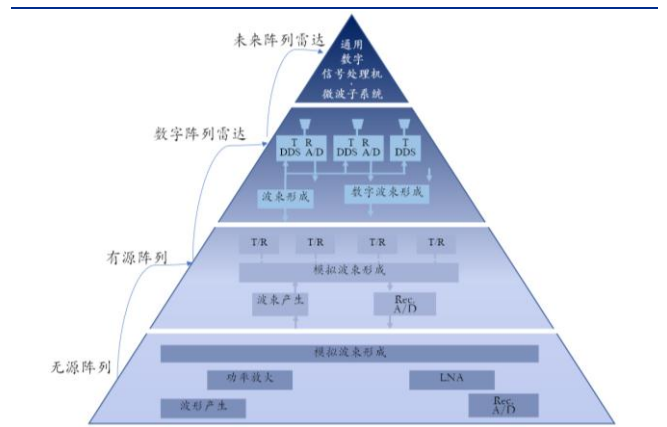 未来阵列雷达
通用
数字
信号处理机
·
微波子系统
数字阵列雷达
T R T R T
DDS A/D DDS A/D DDS
波束形成 数字波束形成
有源阵列
T/R T/R T/R T/R
模拟波束形成
波束产生 Rec.
A/D
无源阵列
模拟波束形成
功率放大 LNA
波形产生 Rec.
A/D